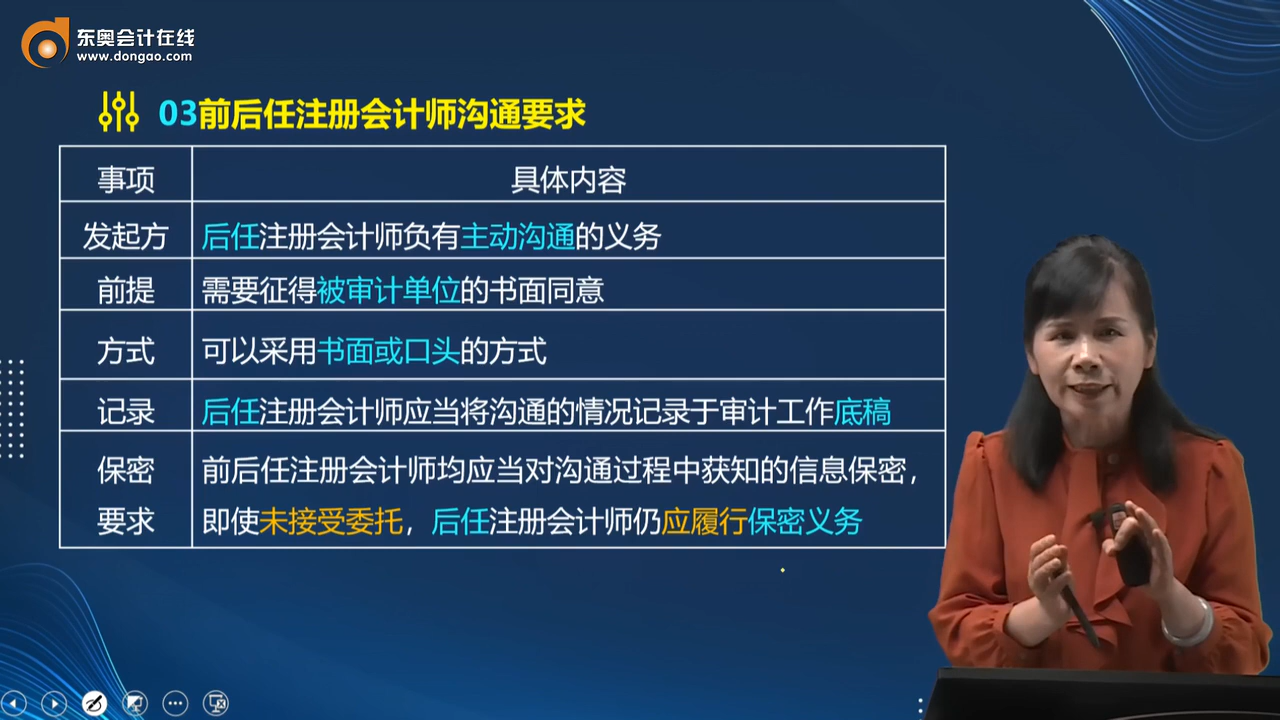 东奥会计在线
www.dongao.com
03前后任注册会计师沟通要求
事项
具体内容
发起方
后任注册会计师负有主动沟通的义务
前提
需要征得被审计单位的书面同意
方式
可以采用书面或口头的方式
记录
后任注册会计师应当将沟通的情况记录于审计工作底稿
保密
要求
前后任注册会计师均应当对沟通过程中获知的信息保密，
即使未接受委托，后任注册会计师仍应履行保密义务